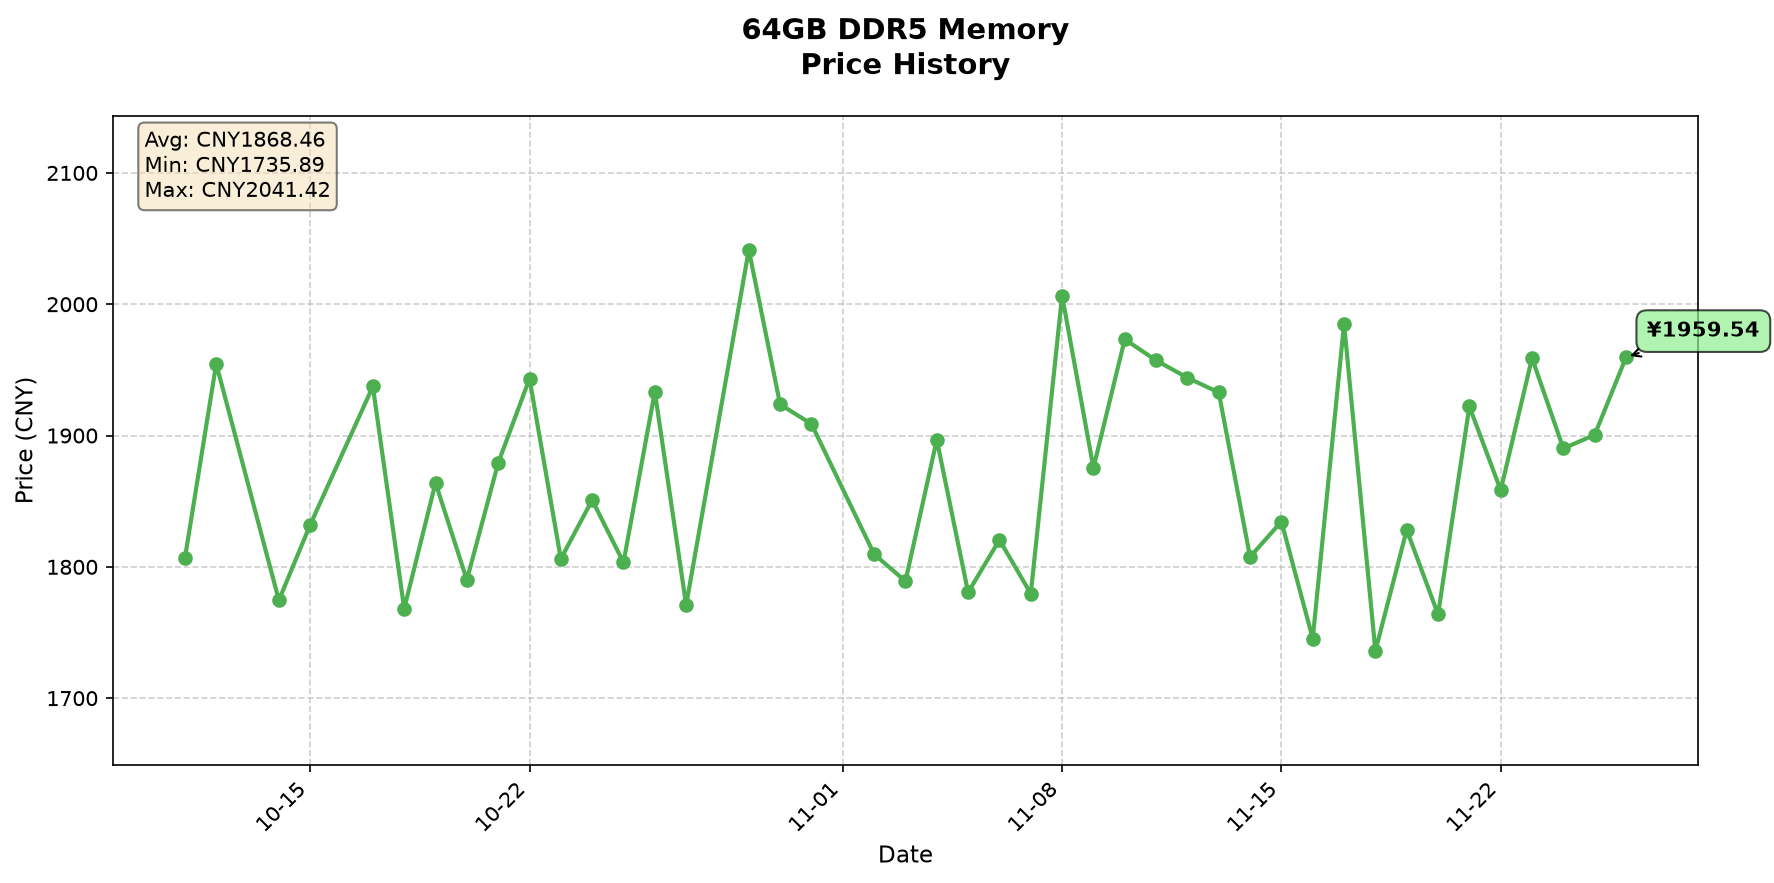 64GB DDR5 Memory
Price History
Avg: CNY1868.46
Min: CNY1735.89
Max: CNY2041.42
¥1959.54
Price (CNY)
2100
2000
1900
1800
1700
10-15
10-22
11-01
11-08
11-15
11-22
Date